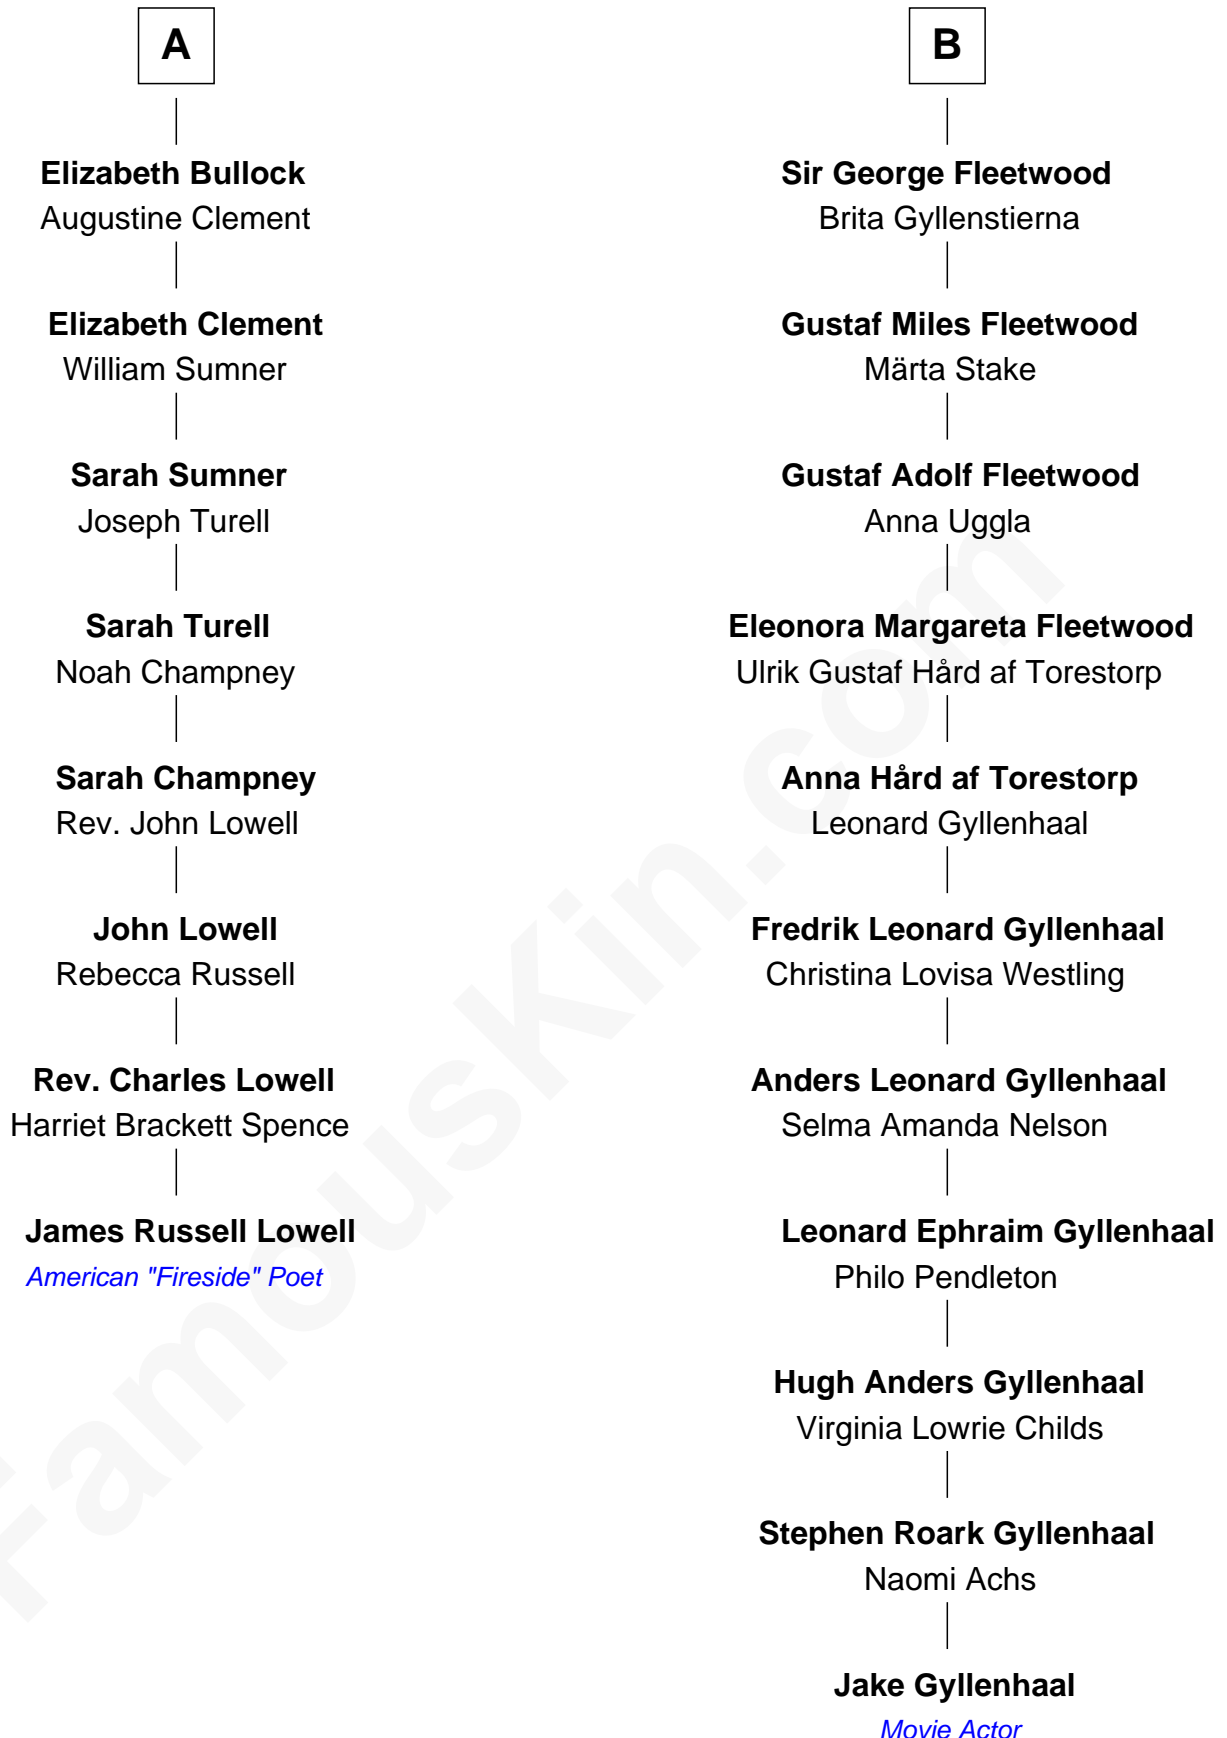 A
Elizabeth Bullock
Augustine Clement
Elizabeth Clement
William Sumner
Sarah Sumner
Joseph Turell
Sarah Turell
Noah Champney
Sarah Champney
Rev. John Lowell
John Lowell
Rebecca Russell
Rev. Charles Lowell
Harriet Brackett Spence
James Russell Lowell
American "Fireside" Poet
B
Sir George Fleetwood
Brita Gyllenstierna
Gustaf Miles Fleetwood
Märta Stake
Gustaf Adolf Fleetwood
Anna Uggla
Eleonora Margareta Fleetwood
Ulrik Gustaf Hård af Torestorp
Anna Hård af Torestorp
Leonard Gyllenhaal
Fredrik Leonard Gyllenhaal
Christina Lovisa Westling
Anders Leonard Gyllenhaal
Selma Amanda Nelson
Leonard Ephraim Gyllenhaal
Philo Pendleton
Hugh Anders Gyllenhaal
Virginia Lowrie Childs
Stephen Roark Gyllenhaal
Naomi Achs
Jake Gyllenhaal
Movie Actor
FamousKin.com